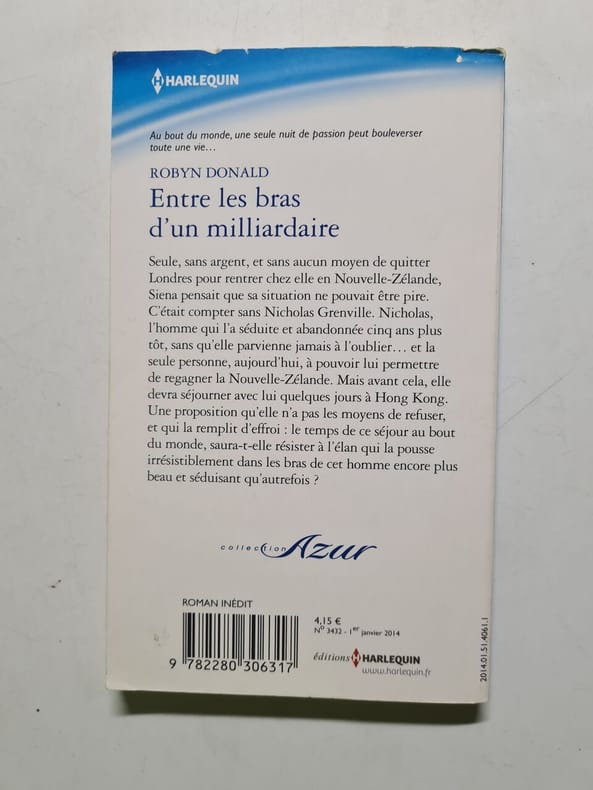 HARLEQUIN
Au bout du monde, une seule nuit de passion peut bouleverser
toute une vie…
ROBYN DONALD
Entre les bras
d’un milliardaire
Seule, sans argent, et sans aucun moyen de quitter
Londres pour rentrer chez elle en Nouvelle-Zélande,
Siena pensait que sa situation ne pouvait être pire.
C’était compter sans Nicholas Grenville. Nicholas,
l’homme qui l’a séduite et abandonnée cinq ans plus
tôt, sans qu’elle parvienne jamais à l’oublier… et la
seule personne, aujourd’hui, à pouvoir lui permettre
de regagner la Nouvelle-Zélande. Mais avant cela, elle
devra séjourner avec lui quelques jours à Hong Kong.
Une proposition qu’elle n’a pas les moyens de refuser,
et qui la remplit d’effroi : le temps de ce séjour au bout
du monde, saura-t-elle résister à l’élan qui la pousse
irrésistiblement dans les bras de cet homme encore plus
beau et séduisant qu’autrefois ?
collection Azur
ROMAN INÉDIT
9 782280 306317
4,15 €
No 3432 - 1er janvier 2014
éditions HARLEQUIN
www.harlequin.fr
2014.01.51.4061.1